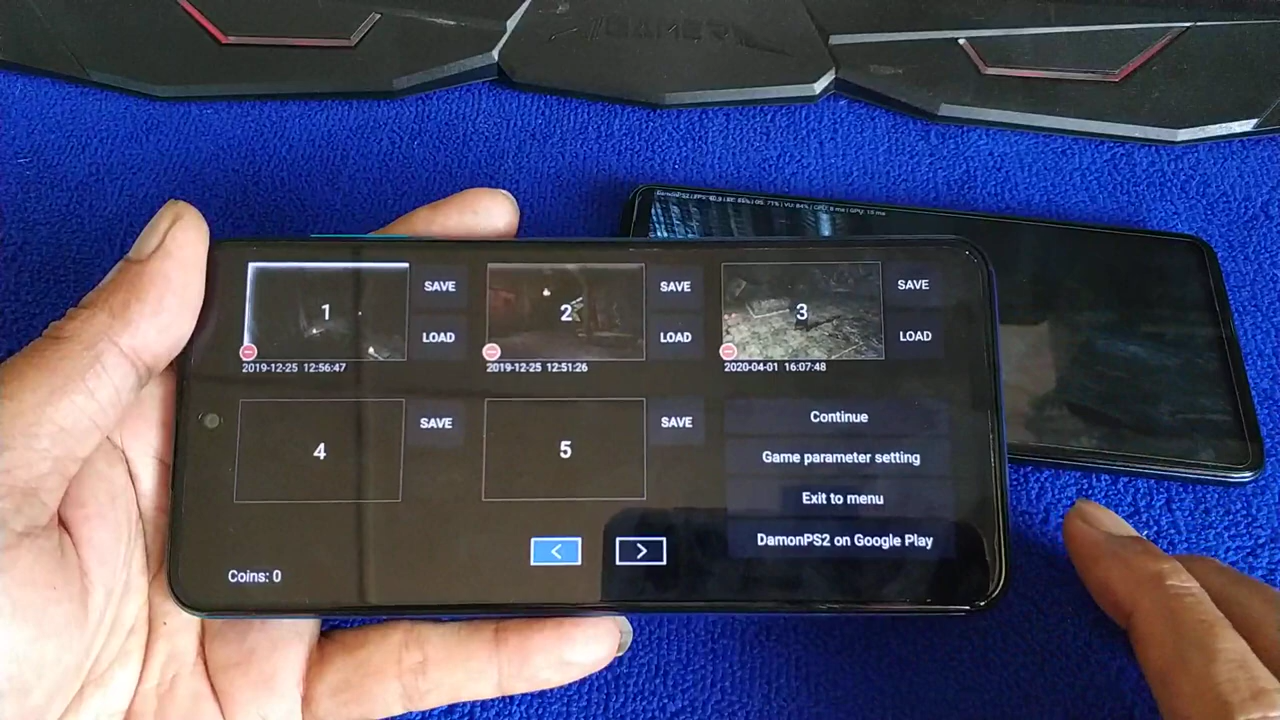 GAMER
DamonPS2
1
SAVE
LOAD
2019-12-25 12:56:47
2
SAVE
LOAD
2019-12-25 12:51:26
3
SAVE
LOAD
2020-04-01 16:07:48
4
SAVE
5
SAVE
Continue
Game parameter setting
Exit to menu
DamonPS2 on Google Play
<
>
Coins: 0